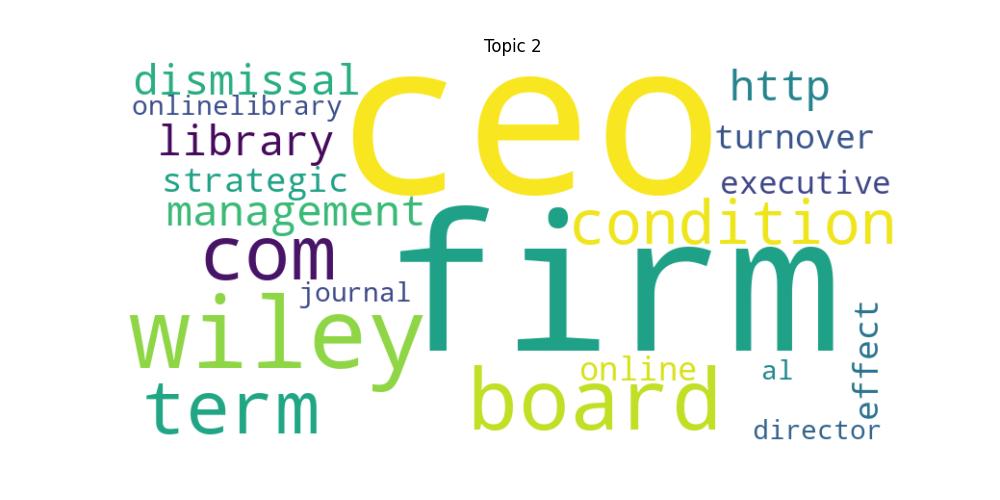 Topic 2
dismissal
ceo
http
onlinelibrary
library
turnover
strategic
executive
management
condition
com
firm
journal
wiley
effect
online
al
term
board
director